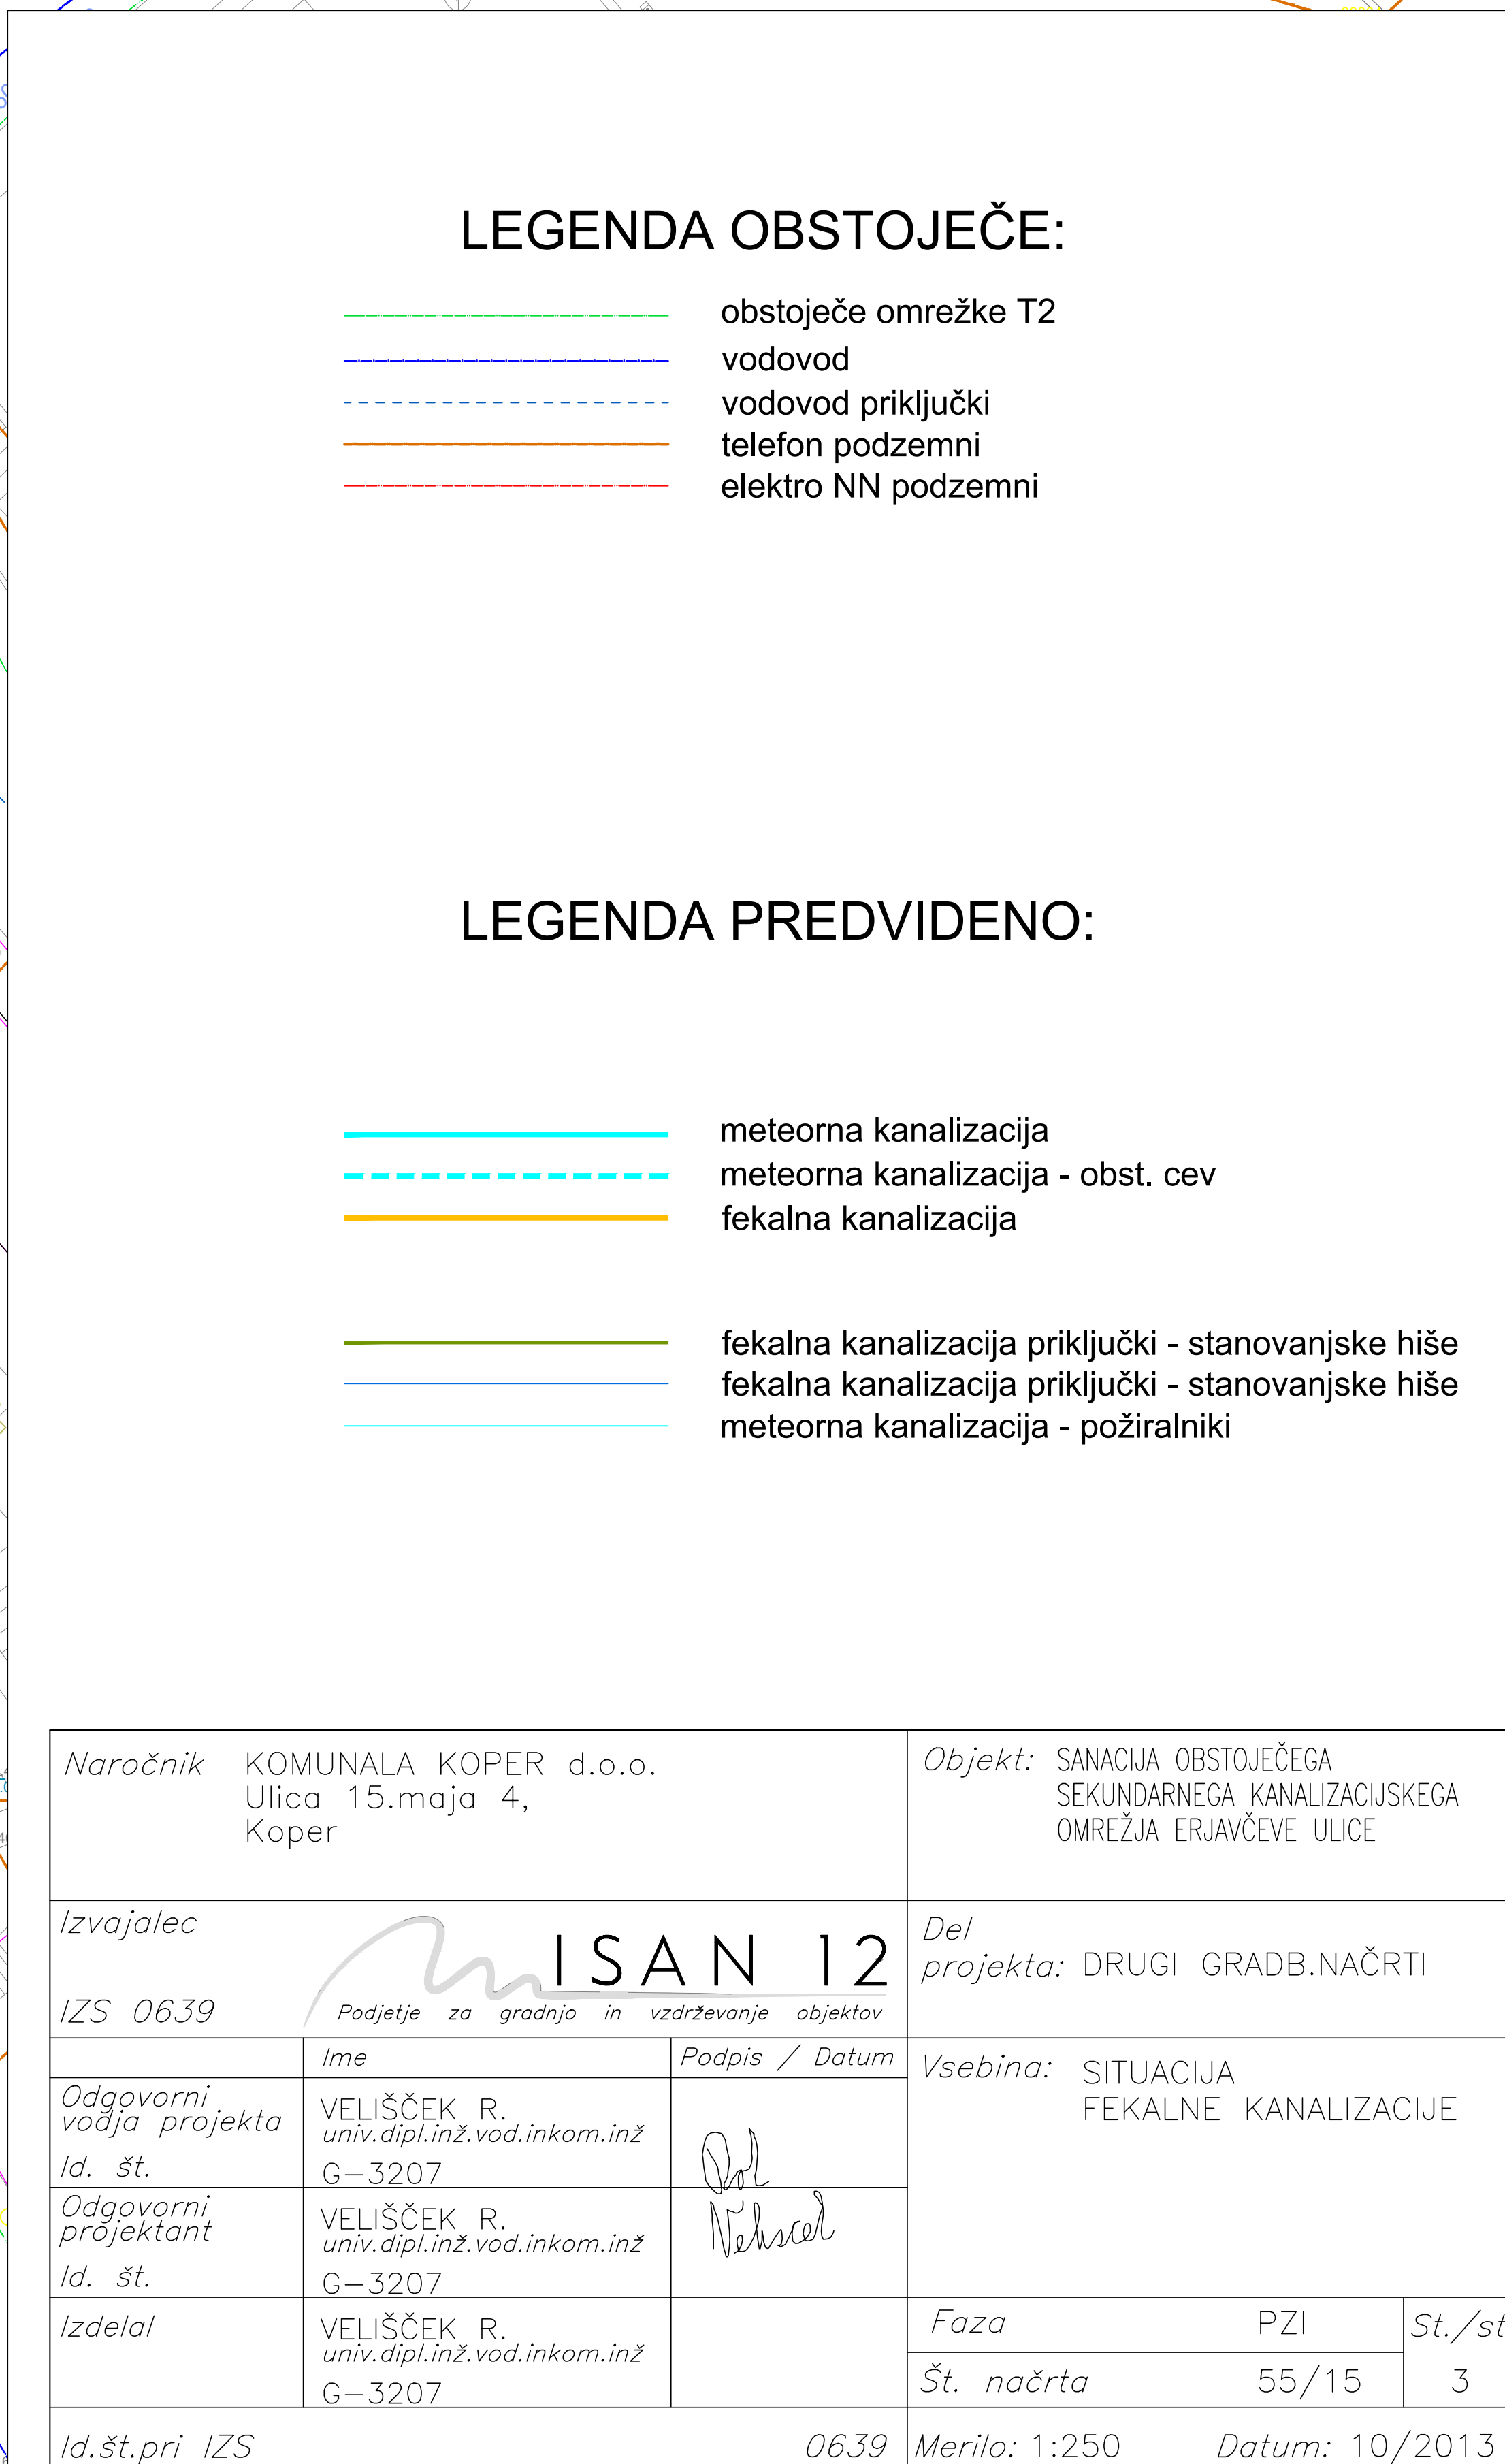 LEGENDA OBSTOJEČE:
obstoječe omrežke T2
vodovod
vodovod priključki
telefon podzemni
elektro NN podzemni
LEGENDA PREDVIDENO:
meteorna kanalizacija
meteorna kanalizacija - obst. cev
fekalna kanalizacija
fekalna kanalizacija priključki - stanovanjske hiše
fekalna kanalizacija priključki - stanovanjske hiše
meteorna kanalizacija - požiralniki
Naročnik KOMUNALA KOPER d.o.o.
Ulica 15.maja 4,
Koper
Objekt: SANACIJA OBSTOJEČEGA
SEKUNDARNEGA KANALIZACIJSKEGA
OMREŽJA ERJAVČEVE ULICE
Izvajalec
ISAN 12
IZS 0639
Podjetje za gradnjo in vzdrževanje objektov
Del
projekta: DRUGI GRADB.NAČRTI
Ime
Podpis / Datum
Vsebina: SITUACIJA
FEKALNE KANALIZACIJE
Odgovorni
vodja projekta
Id. št.
VELIŠČEK R.
univ.dipl.inž.vod.inkom.inž
G-3207
Odgovorni
projektant
Id. št.
VELIŠČEK R.
univ.dipl.inž.vod.inkom.inž
G-3207
Izdelal
VELIŠČEK R.
univ.dipl.inž.vod.inkom.inž
G-3207
Faza PZI
Št. načrta 55/15
St./st
3
Id.št.pri IZS 0639
Merilo: 1:250 Datum: 10/2013